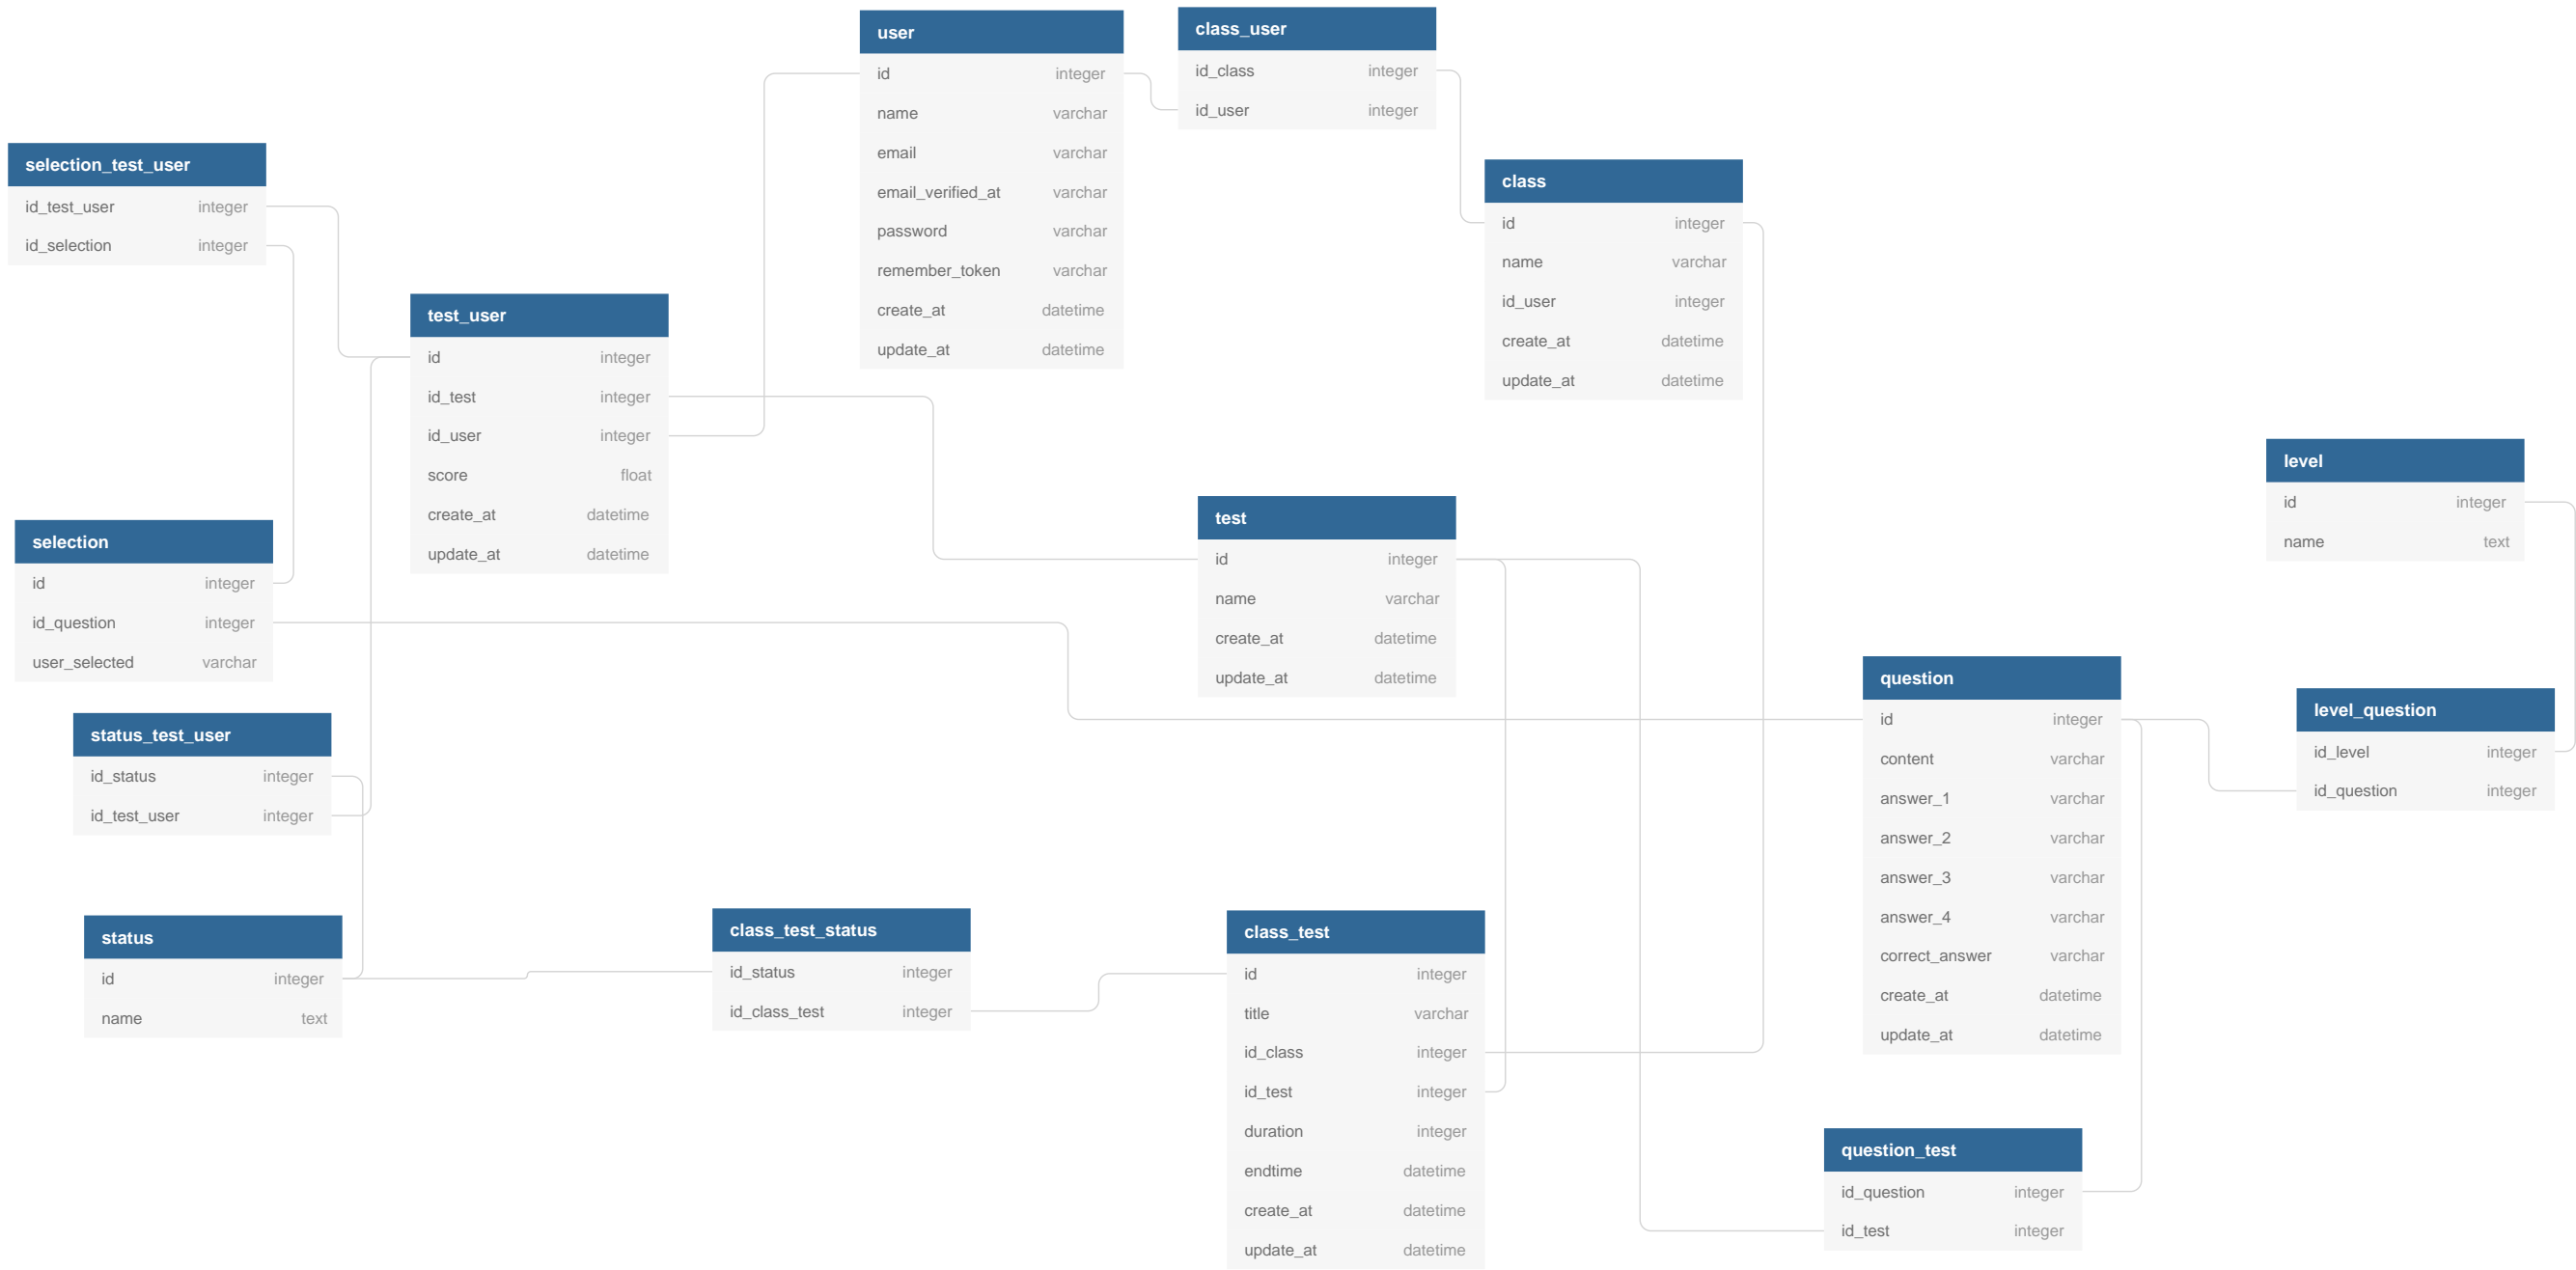 user
id integer
name varchar
email varchar
email_verified_at varchar
password varchar
remember_token varchar
create_at datetime
update_at datetime
class_user
id_class integer
id_user integer
selection_test_user
id_test_user integer
id_selection integer
class
id integer
name varchar
id_user integer
create_at datetime
update_at datetime
test_user
id integer
id_test integer
id_user integer
score float
create_at datetime
update_at datetime
level
id integer
name text
test
id integer
name varchar
create_at datetime
update_at datetime
selection
id integer
id_question integer
user_selected varchar
question
id integer
content varchar
answer_1 varchar
answer_2 varchar
answer_3 varchar
answer_4 varchar
correct_answer varchar
create_at datetime
update_at datetime
level_question
id_level integer
id_question integer
status_test_user
id_status integer
id_test_user integer
status
id integer
name text
class_test_status
id_status integer
id_class_test integer
class_test
id integer
title varchar
id_class integer
id_test integer
duration integer
endtime datetime
create_at datetime
update_at datetime
question_test
id_question integer
id_test integer